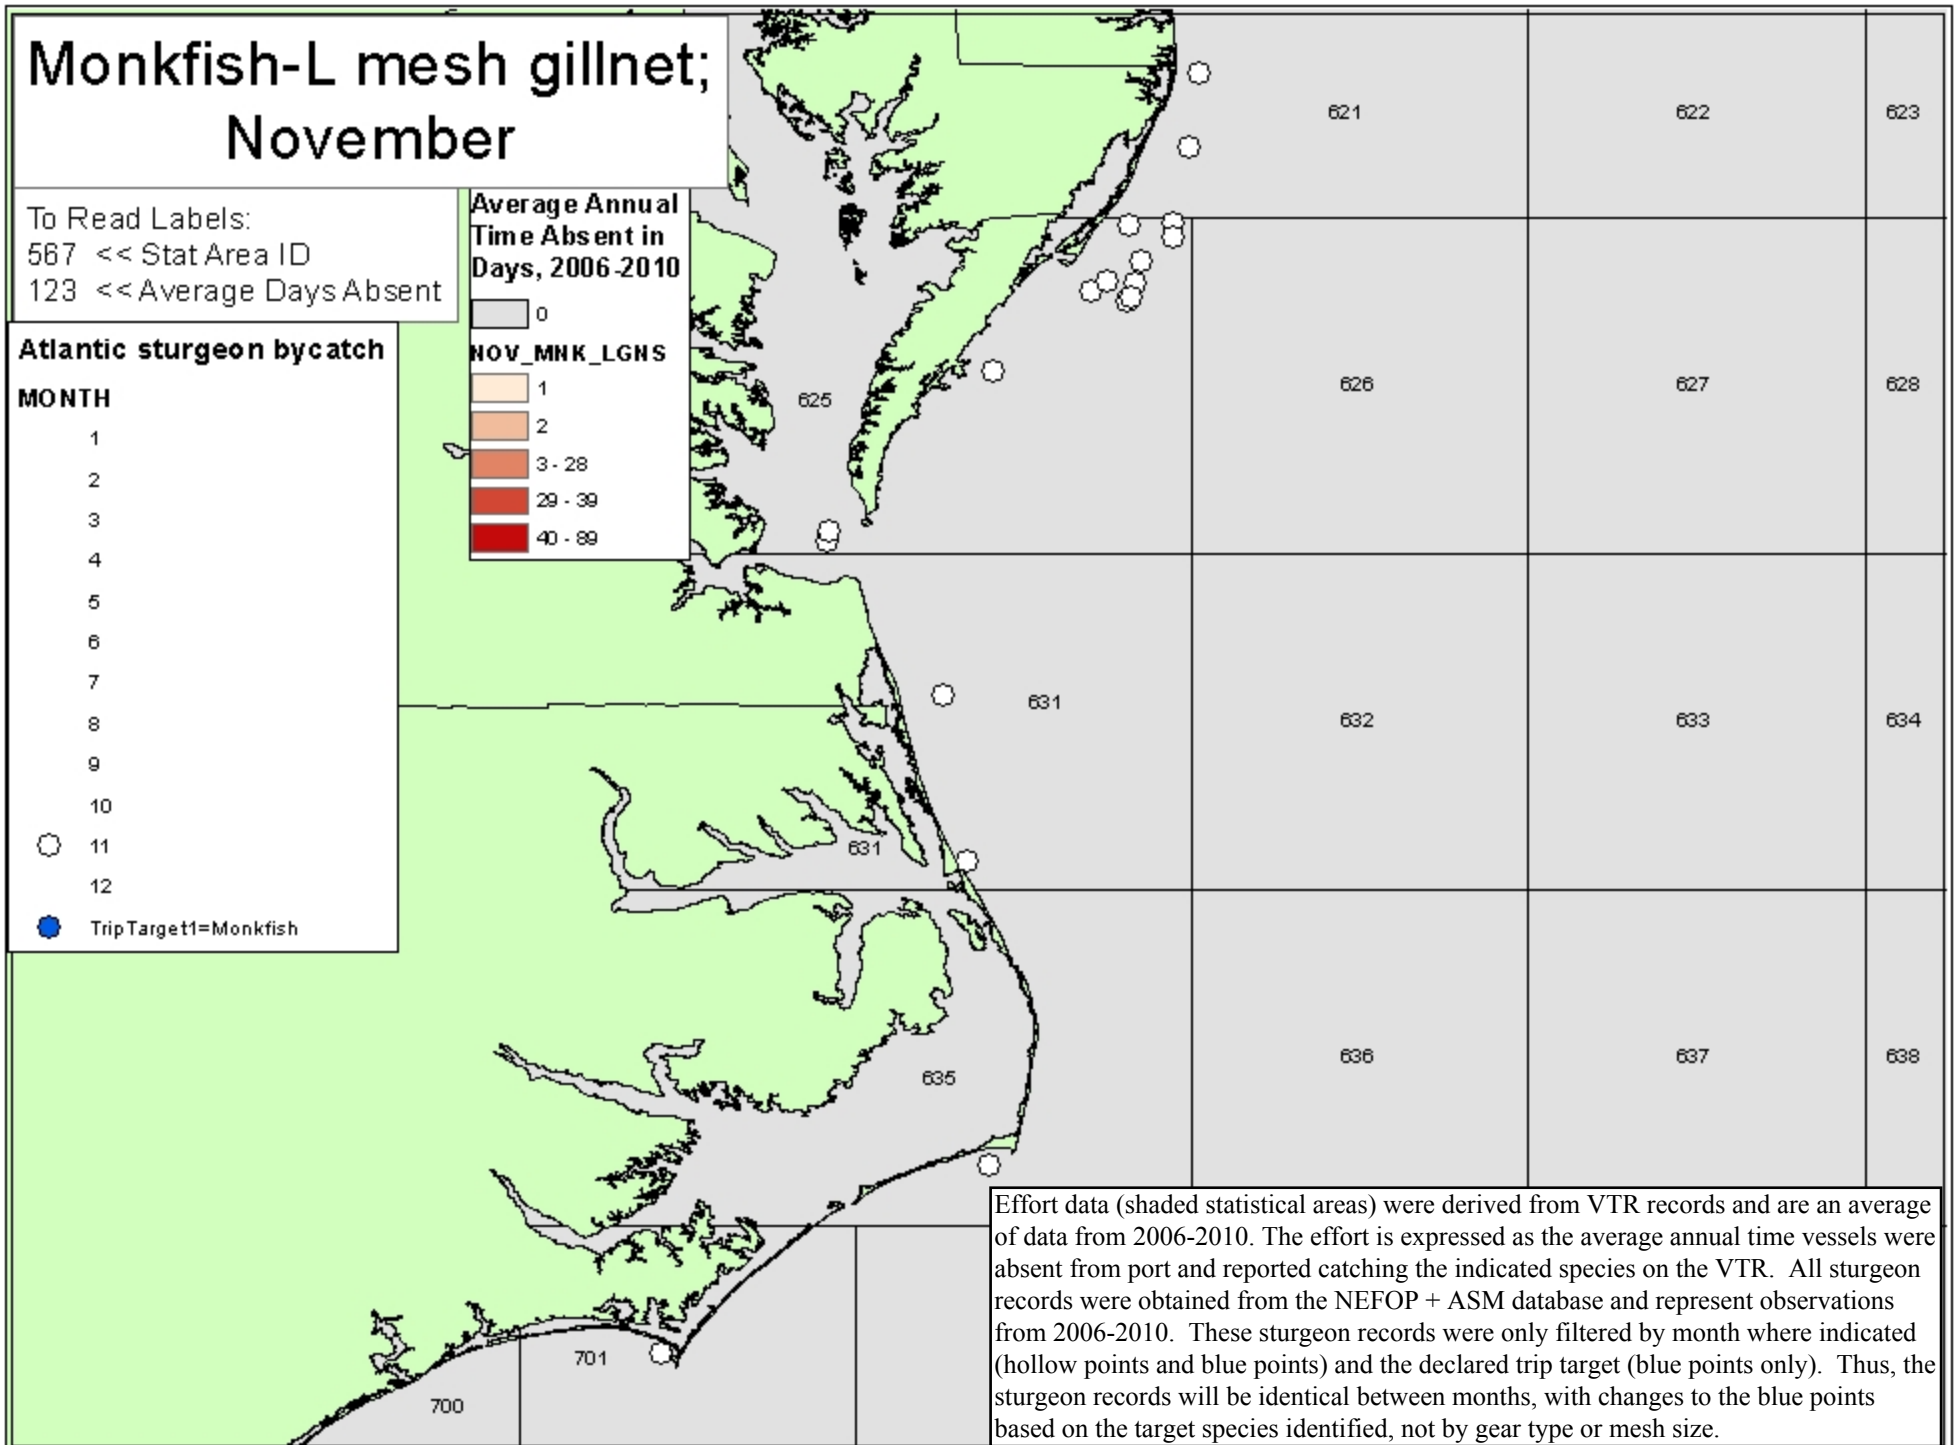 Monkfish-L mesh gillnet;
November
To Read Labels:
567 << Stat Area ID
123 << Average Days Absent
Average Annual
Time Absent in
Days, 2006-2010
0
NOV_MNK_LGNS
1
2
3 - 28
29 - 39
40 - 89
Atlantic sturgeon bycatch
MONTH
1
2
3
4
5
6
7
8
9
10
11
12
TripTarget1=Monkfish
621
622
623
625
626
627
628
631
632
633
634
631
635
636
637
638
701
700
Effort data (shaded statistical areas) were derived from VTR records and are an average
of data from 2006-2010. The effort is expressed as the average annual time vessels were
absent from port and reported catching the indicated species on the VTR. All sturgeon
records were obtained from the NEFOP + ASM database and represent observations
from 2006-2010. These sturgeon records were only filtered by month where indicated
(hollow points and blue points) and the declared trip target (blue points only). Thus, the
sturgeon records will be identical between months, with changes to the blue points
based on the target species identified, not by gear type or mesh size.